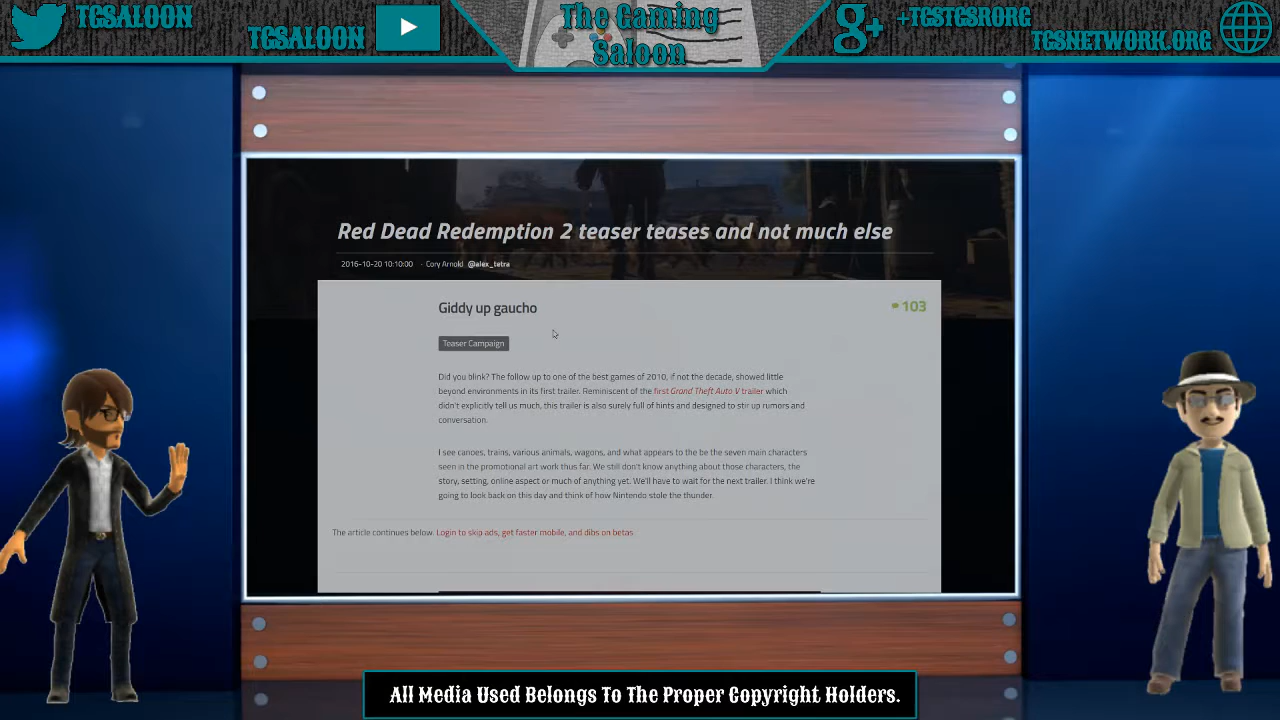 TCSALOON
TCSALOON
The Gaming
Saloon
g+
+TCSTCSRORG
TCSNETWORK.ORG
Red Dead Redemption 2 teaser teases and not much else
2016-10-20 10:10:00 - Cory Arnold @alex_tetra
Giddy up gaucho
103
Teaser Campaign
Did you blink? The follow up to one of the best games of 2010, if not the decade, showed little
beyond environments in its first trailer. Reminiscent of the first Grand Theft Auto V trailer which
didn't explicitly tell us much, this trailer is also surely full of hints and designed to stir up rumors and
conversation.
I see canoes, trains, various animals, wagons, and what appears to the be the seven main characters
seen in the promotional art work thus far. We still don't know anything about those characters, the
story, setting, online aspect or much of anything yet. We'll have to wait for the next trailer. I think we're
going to look back on this day and think of how Nintendo stole the thunder.
The article continues below. Login to skip ads, get faster mobile, and dibs on betas
All Media Used Belongs To The Proper Copyright Holders.